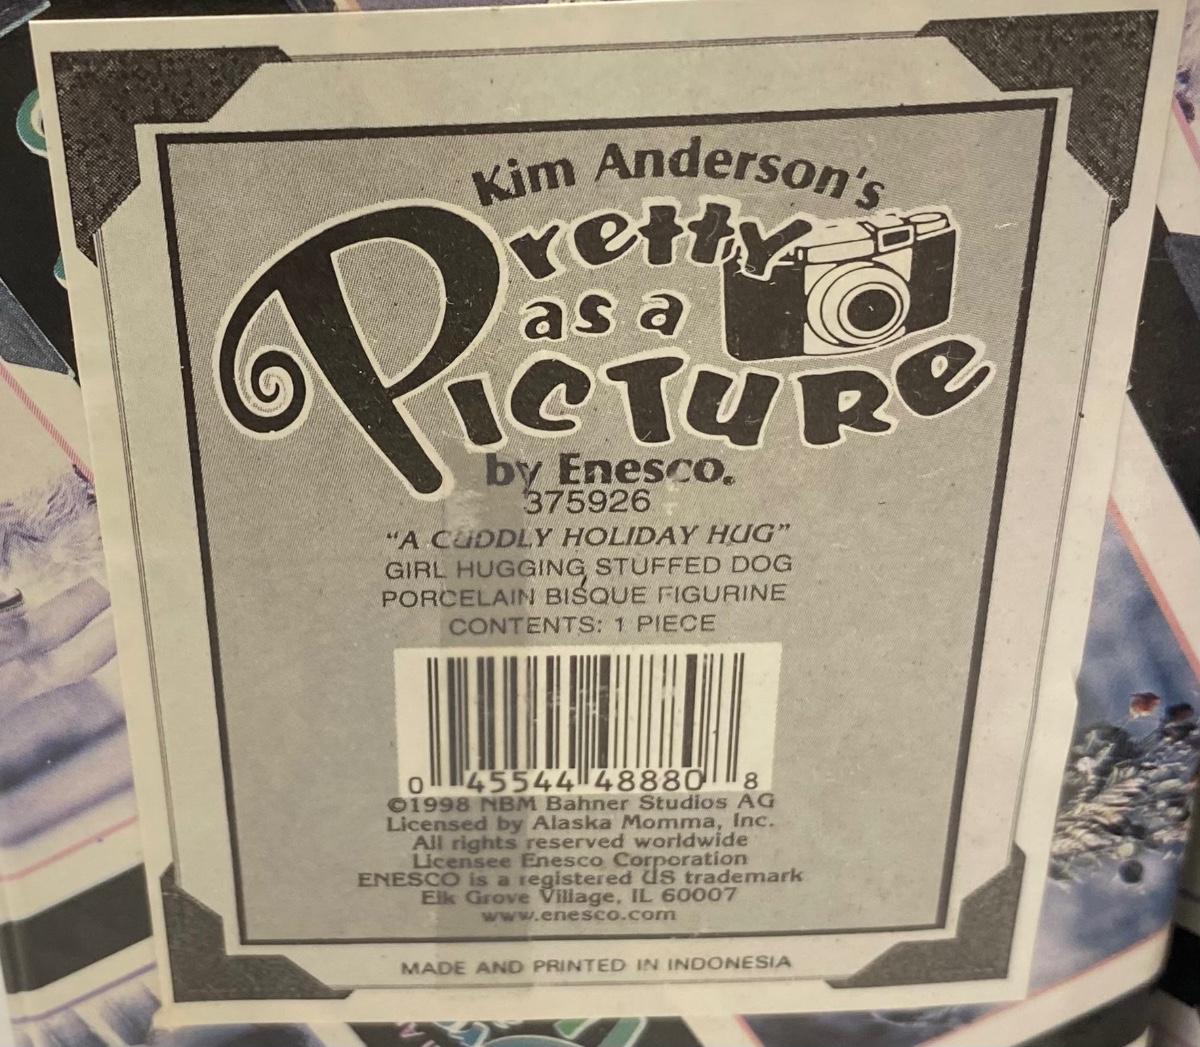 Kim Anderson's
Pretty
as a
Picture
by Enesco.
375926
"A CUDDLY HOLIDAY HUG"
GIRL HUGGING STUFFED DOG
PORCELAIN BISQUE FIGURINE
CONTENTS: 1 PIECE
0 45544 48880 8
©1998 NBM Bahner Studios AG
Licensed by Alaska Momma, Inc.
All rights reserved worldwide
Licensee Enesco Corporation
ENESCO is a registered US trademark
Elk Grove Village, IL 60007
www.enesco.com
MADE AND PRINTED IN INDONESIA